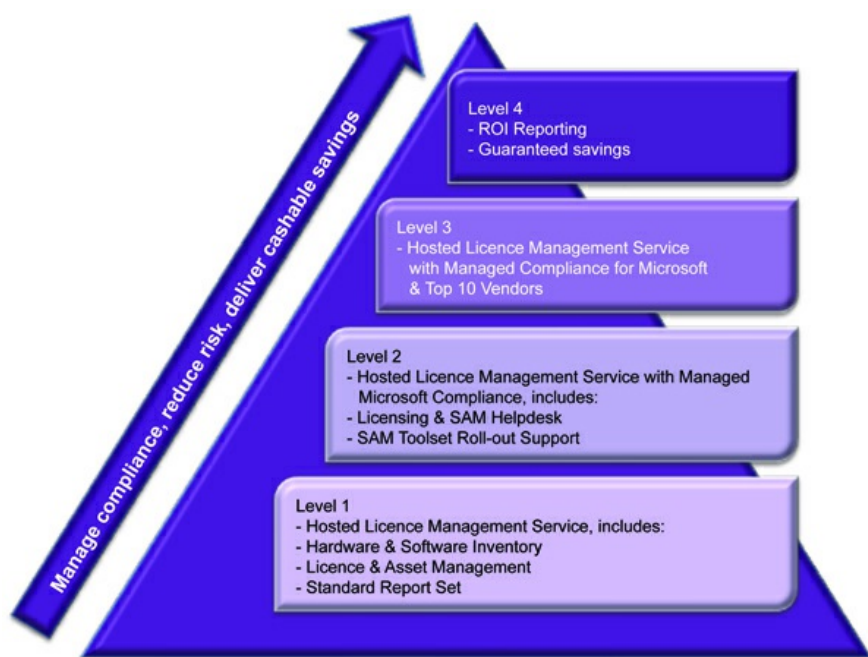 Manage compliance, reduce risk, deliver cashable savings
Level 4
- ROI Reporting
- Guaranteed savings
Level 3
- Hosted Licence Management Service
with Managed Compliance for Microsoft
& Top 10 Vendors
Level 2
- Hosted Licence Management Service with Managed
Microsoft Compliance, includes:
- Licensing & SAM Helpdesk
- SAM Toolset Roll-out Support
Level 1
- Hosted Licence Management Service, includes:
- Hardware & Software Inventory
- Licence & Asset Management
- Standard Report Set